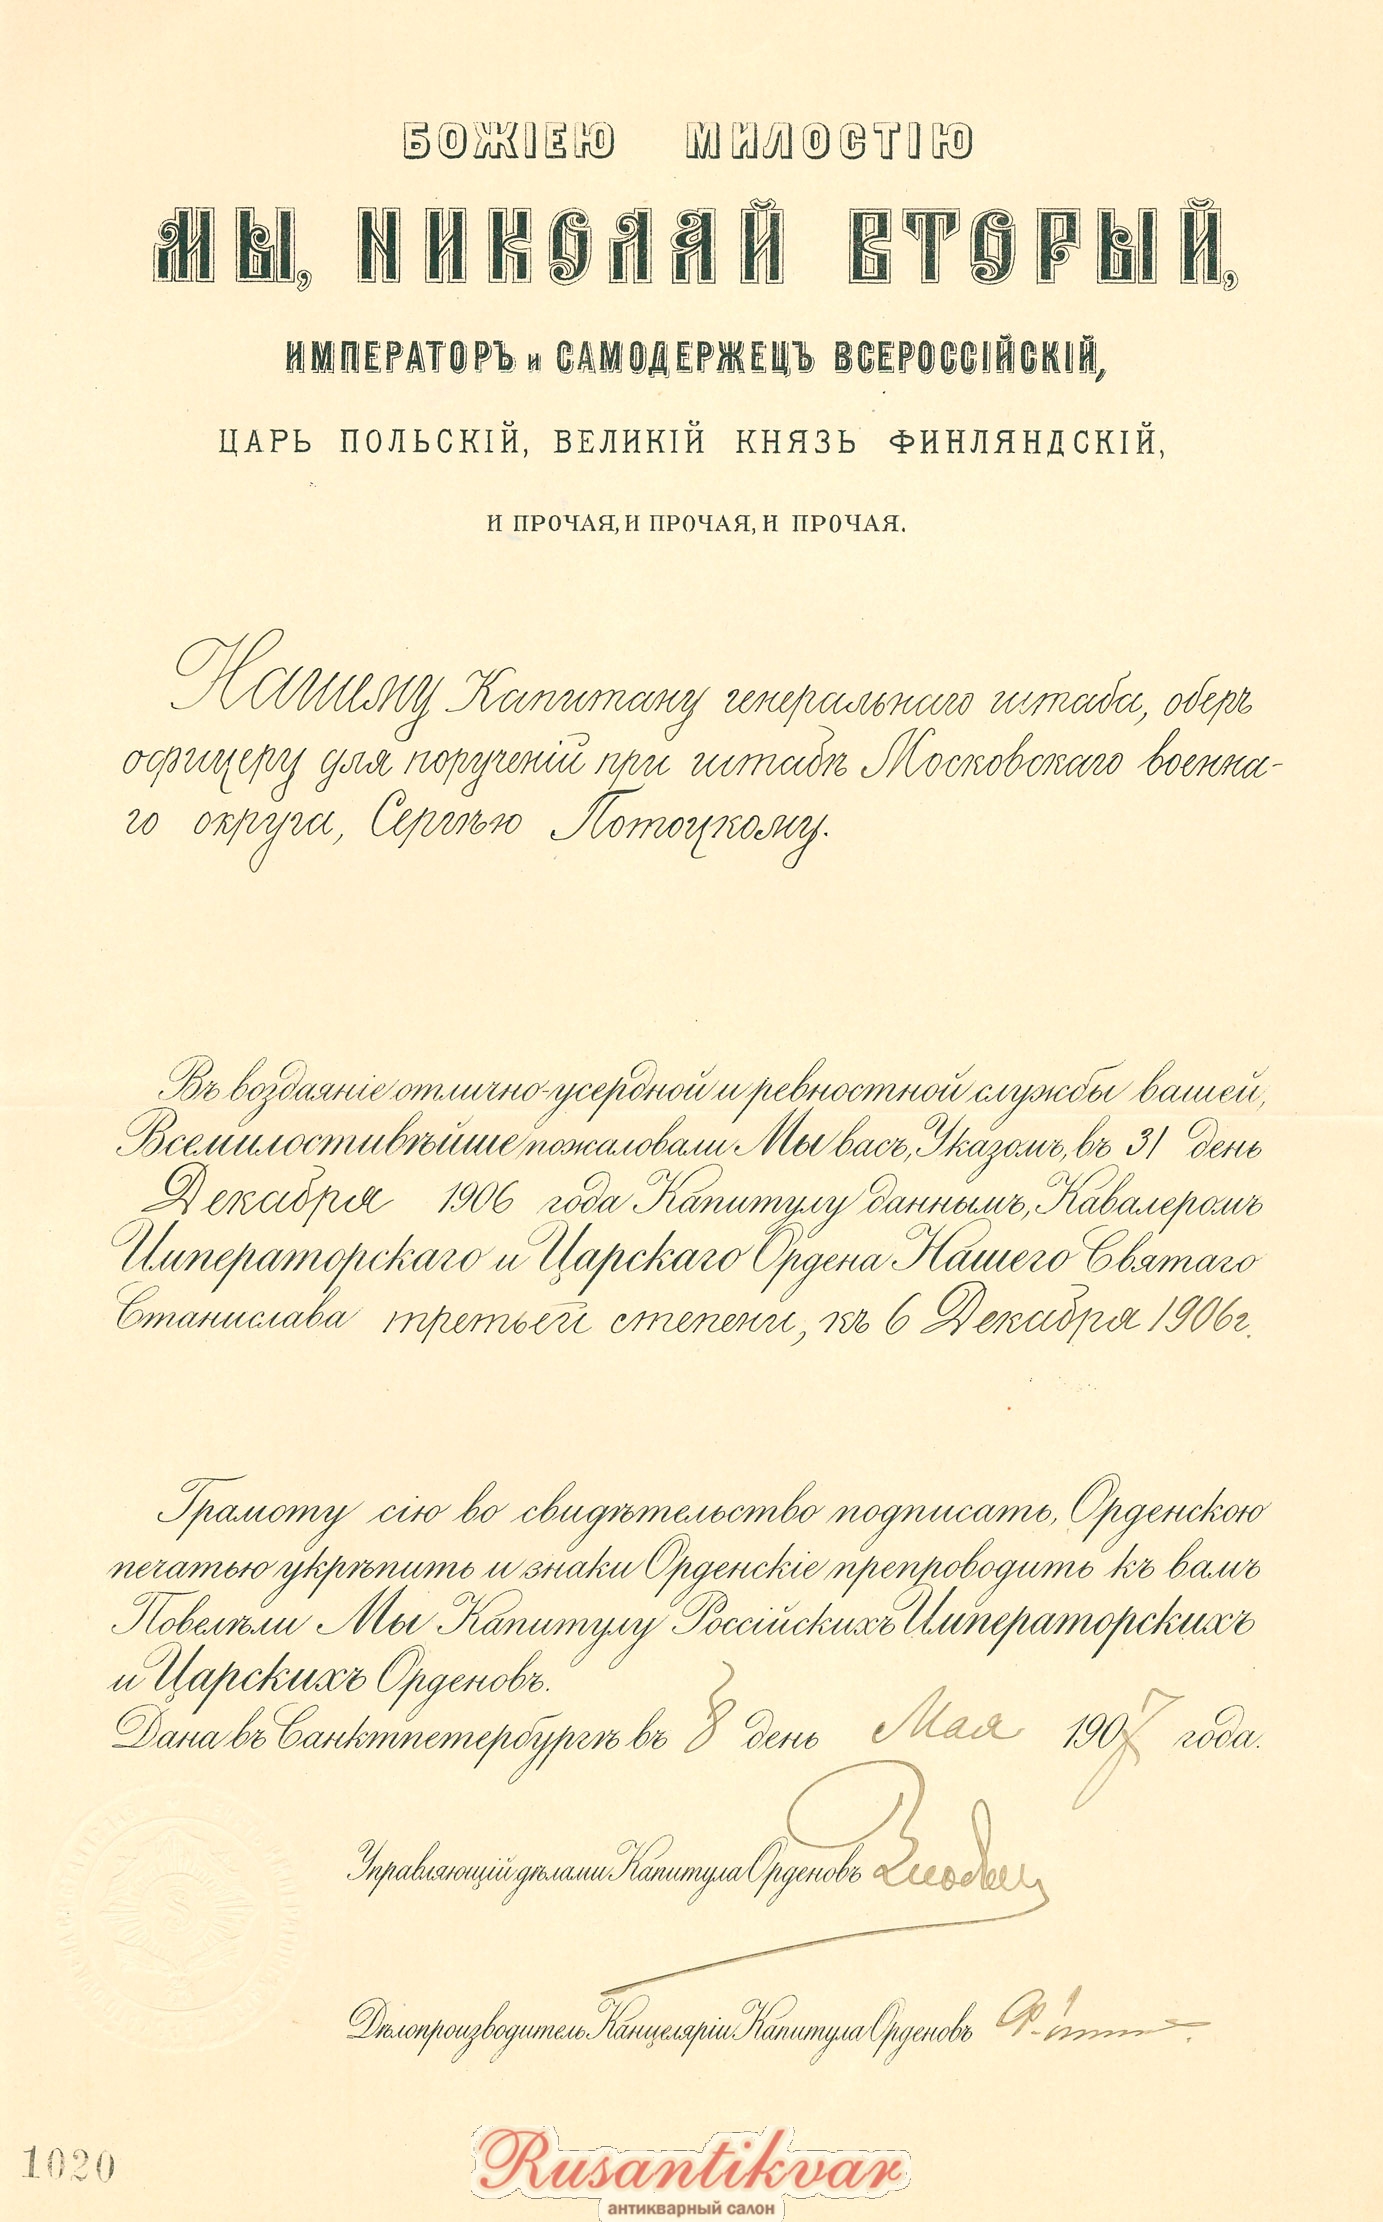 БОЖІЕЮ МИЛОСТІЮ
МЫ, НИКОЛАЙ ВТОРЫЙ,
ИМПЕРАТОРЪ и САМОДЕРЖЕЦЪ ВСЕРОССІЙСКІЙ,
ЦАРЬ ПОЛЬСКІЙ, ВЕЛИКІЙ КНЯЗЬ ФИНЛЯНДСКІЙ,
И ПРОЧАЯ, И ПРОЧАЯ, И ПРОЧАЯ.
Нашему Капитану генеральнаго штаба, оберъ
офицеру для порученій при штабѣ Московскаго военна-
го округа, Сергѣю Потоцкому.
Въ воздаяніе отлично-усердной и ревностной службы вашей,
Всемилостивѣйше пожаловали Мы васъ, Указомъ, въ 31 день
Декабря 1906 года Капитулу даннымъ, Кавалеромъ
Императорскаго и Царскаго Ордена Нашего Святаго
Станислава третьей степени, къ 6 Декабря 1906 г.
Грамоту сію во свидѣтельство подписать, Орденскою
печатью укрѣпить и знаки Орденскіе препроводить къ вамъ
Повелѣли Мы Капитулу Россійскихъ Императорскихъ
и Царскихъ Орденовъ.
Дана въ Санктпетербургѣ въ 8 день Мая 1907 года.
Управляющій дѣлами Капитула Орденовъ
Дѣлопроизводитель Канцеляріи Капитула Орденовъ
1020
Rusantikvar
антикварный салон